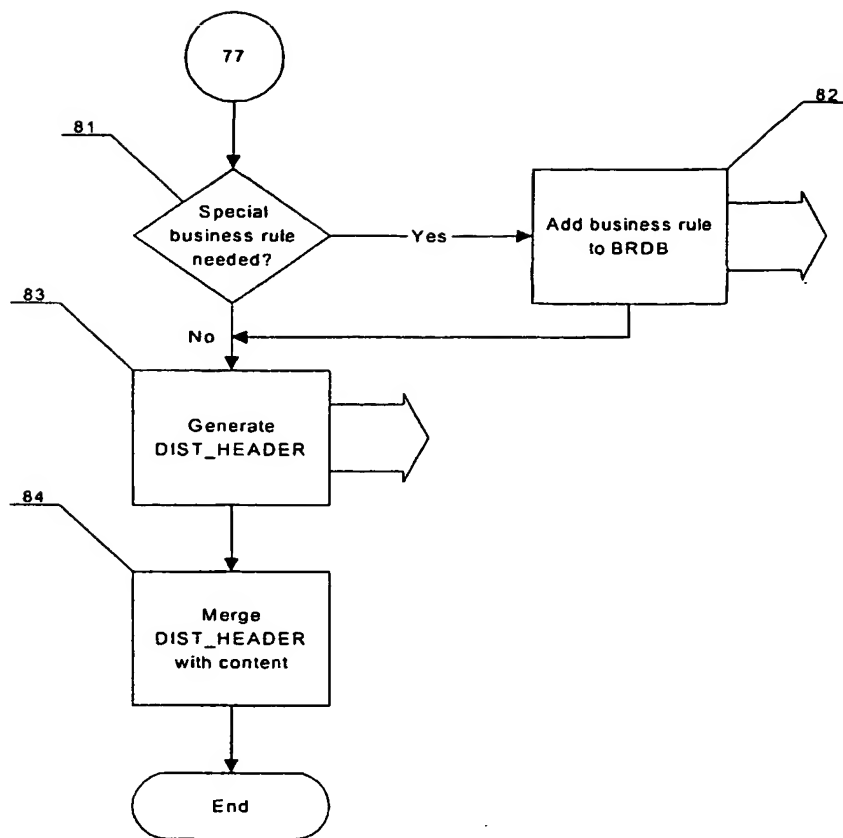 77
81
82
Special
business rule
needed?
Yes
Add business rule
to BRDB
83
No
Generate
DIST_HEADER
84
Merge
DIST_HEADER
with content
End